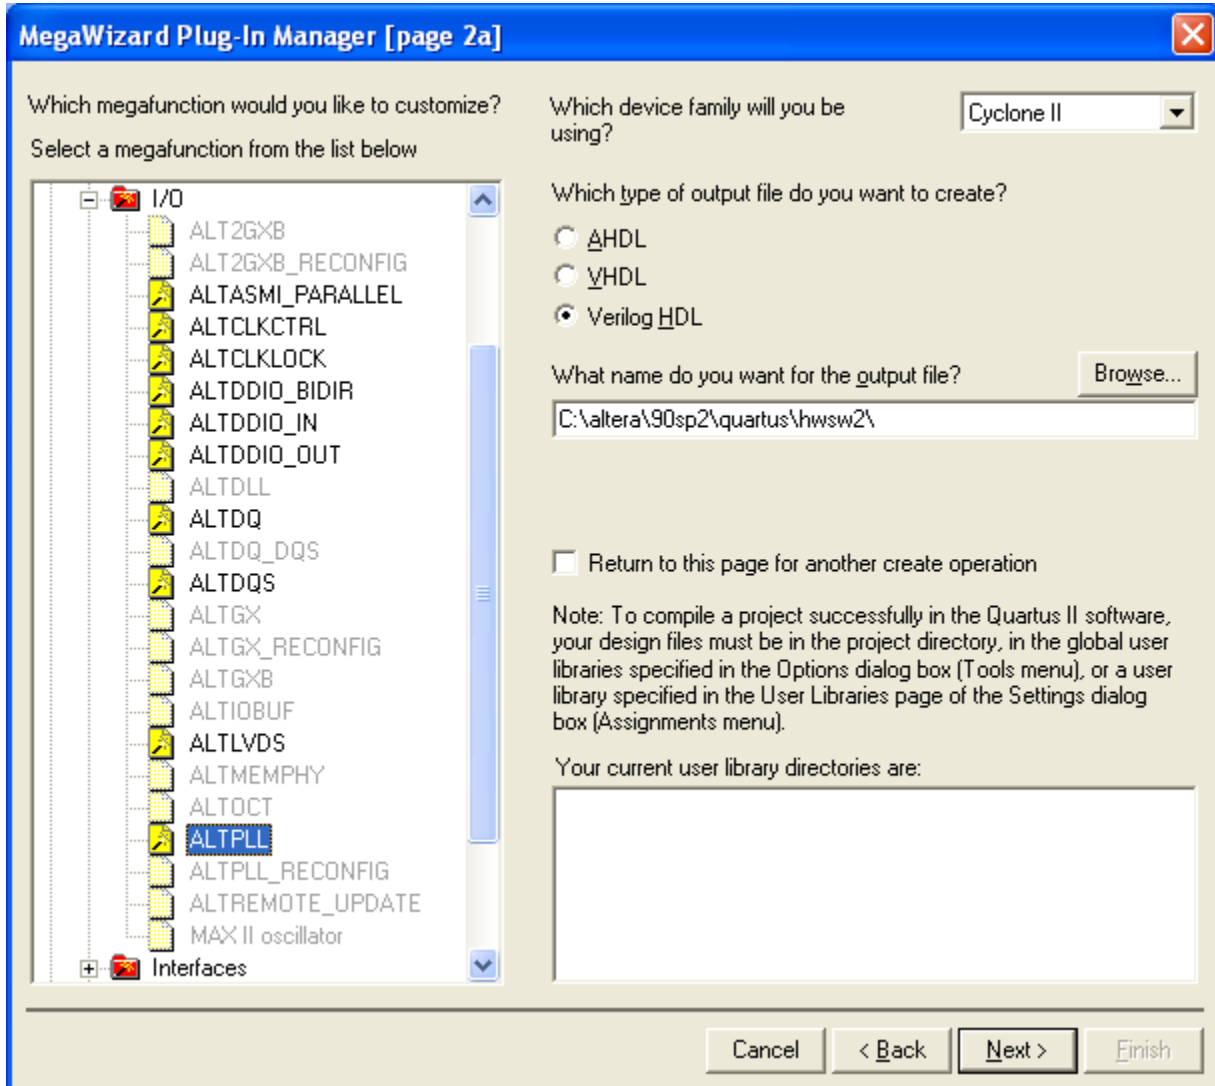 MegaWizard Plug-In Manager [page 2a]
Which megafunction would you like to customize?
Select a megafunction from the list below
I/O
ALT2GXB
ALT2GXB_RECONFIG
ALTASMI_PARALLEL
ALTCLKCTRL
ALTCLKLOCK
ALTDDIO_BIDIR
ALTDDIO_IN
ALTDDIO_OUT
ALTDLL
ALTDQ
ALTDQ_DQS
ALTDQS
ALTGX
ALTGX_RECONFIG
ALTGXB
ALTIOBUF
ALTLVDS
ALTMEMPHY
ALTOCT
ALTPLL
ALTPLL_RECONFIG
ALTREMOTE_UPDATE
MAX II oscillator
Interfaces
Which device family will you be
using?
Cyclone II
Which type of output file do you want to create?
AHDL
VHDL
Verilog HDL
What name do you want for the output file?
Browse...
C:\altera\90sp2\quartus\hwsw2\
Return to this page for another create operation
Note: To compile a project successfully in the Quartus II software,
your design files must be in the project directory, in the global user
libraries specified in the Options dialog box (Tools menu), or a user
library specified in the User Libraries page of the Settings dialog
box (Assignments menu).
Your current user library directories are:
Cancel
< Back
Next >
Finish